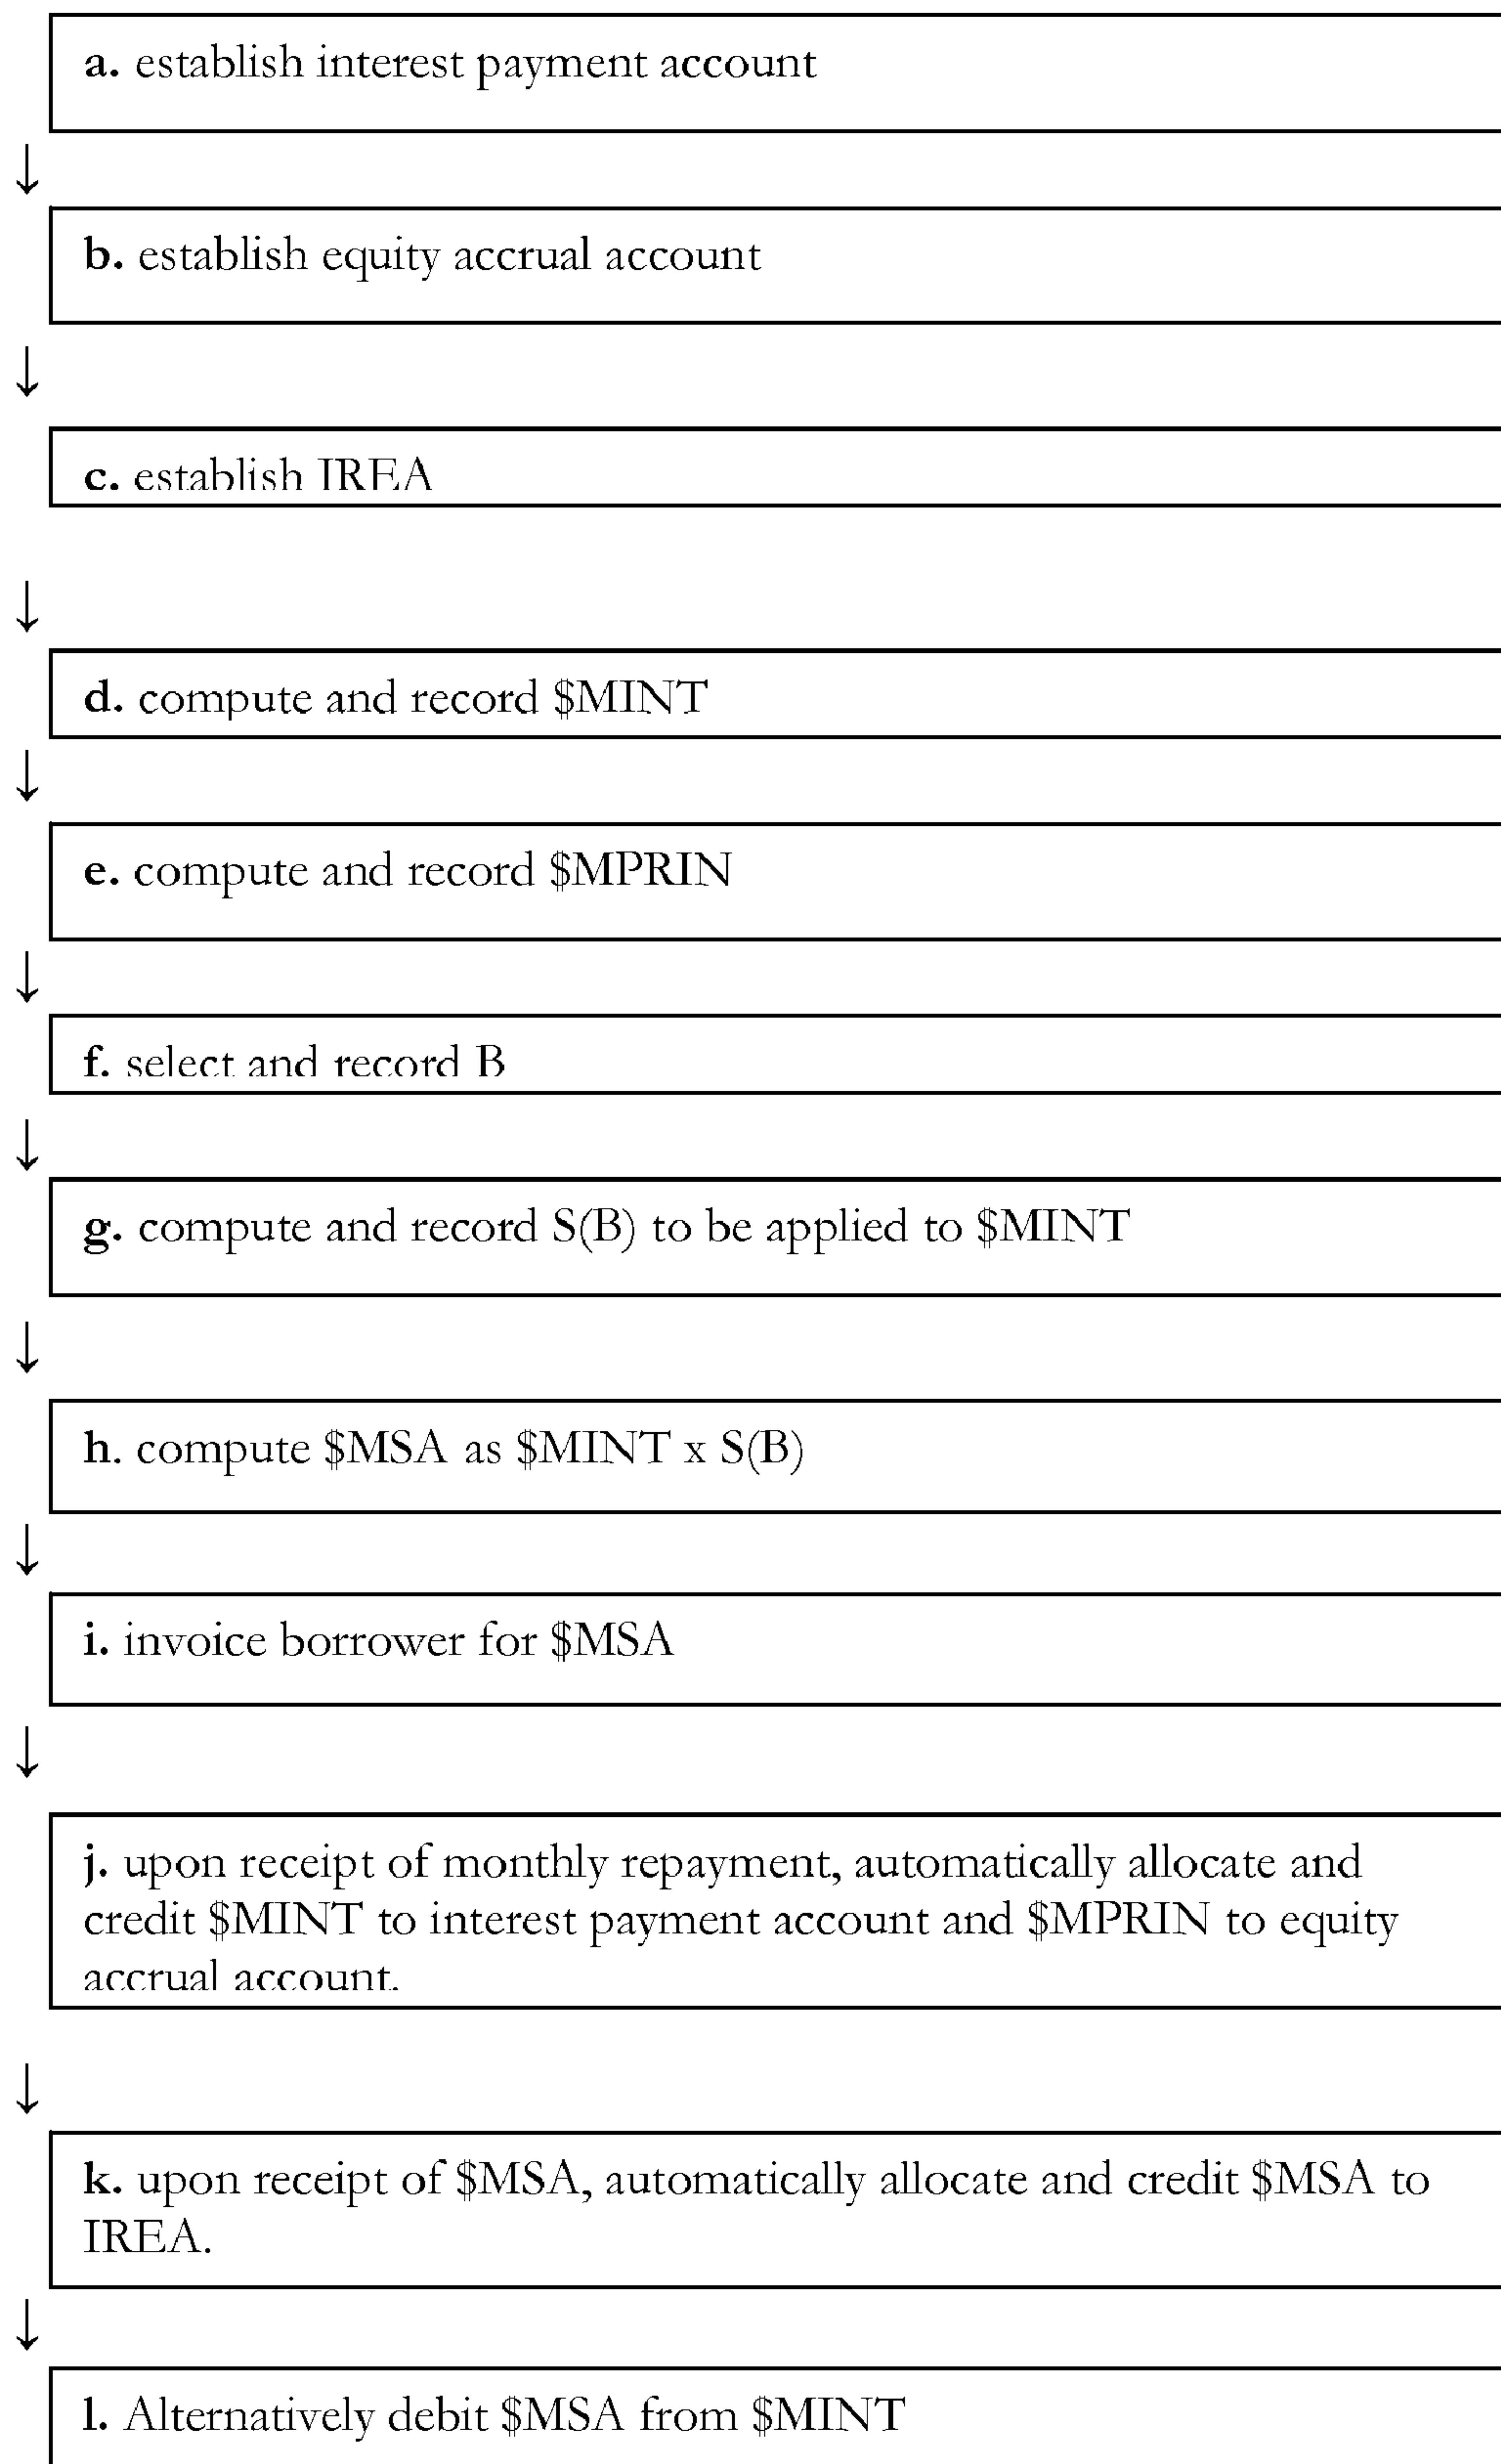 a. establish interest payment account
b. establish equity accrual account
c. establish IREA
d. compute and record $MINT
e. compute and record $MPRIN
f. select and record B
g. compute and record S(B) to be applied to $MINT
h. compute $MSA as $MINT x S(B)
i. invoice borrower for $MSA
j. upon receipt of monthly repayment, automatically allocate and
credit $MINT to interest payment account and $MPRIN to equity
accrual account.
k. upon receipt of $MSA, automatically allocate and credit $MSA to
IREA.
l. Alternatively debit $MSA from $MINT